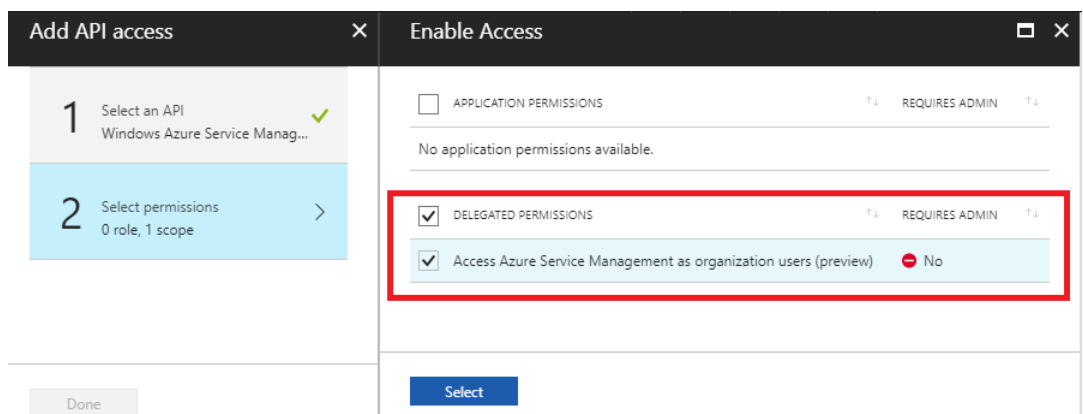 Add API access
1
Select an API
Windows Azure Service Manag...
2
Select permissions
0 role, 1 scope
Done
Enable Access
APPLICATION PERMISSIONS
REQUIRES ADMIN
No application permissions available.
DELEGATED PERMISSIONS
REQUIRES ADMIN
Access Azure Service Management as organization users (preview)
No
Select